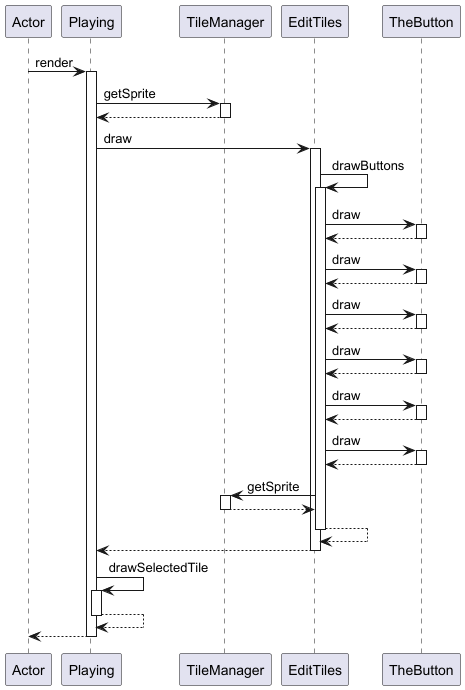 Actor Playing TileManager EditTiles TheButton
render
getSprite
draw
drawButtons
draw
draw
draw
draw
draw
draw
getSprite
drawSelectedTile
Actor Playing TileManager EditTiles TheButton